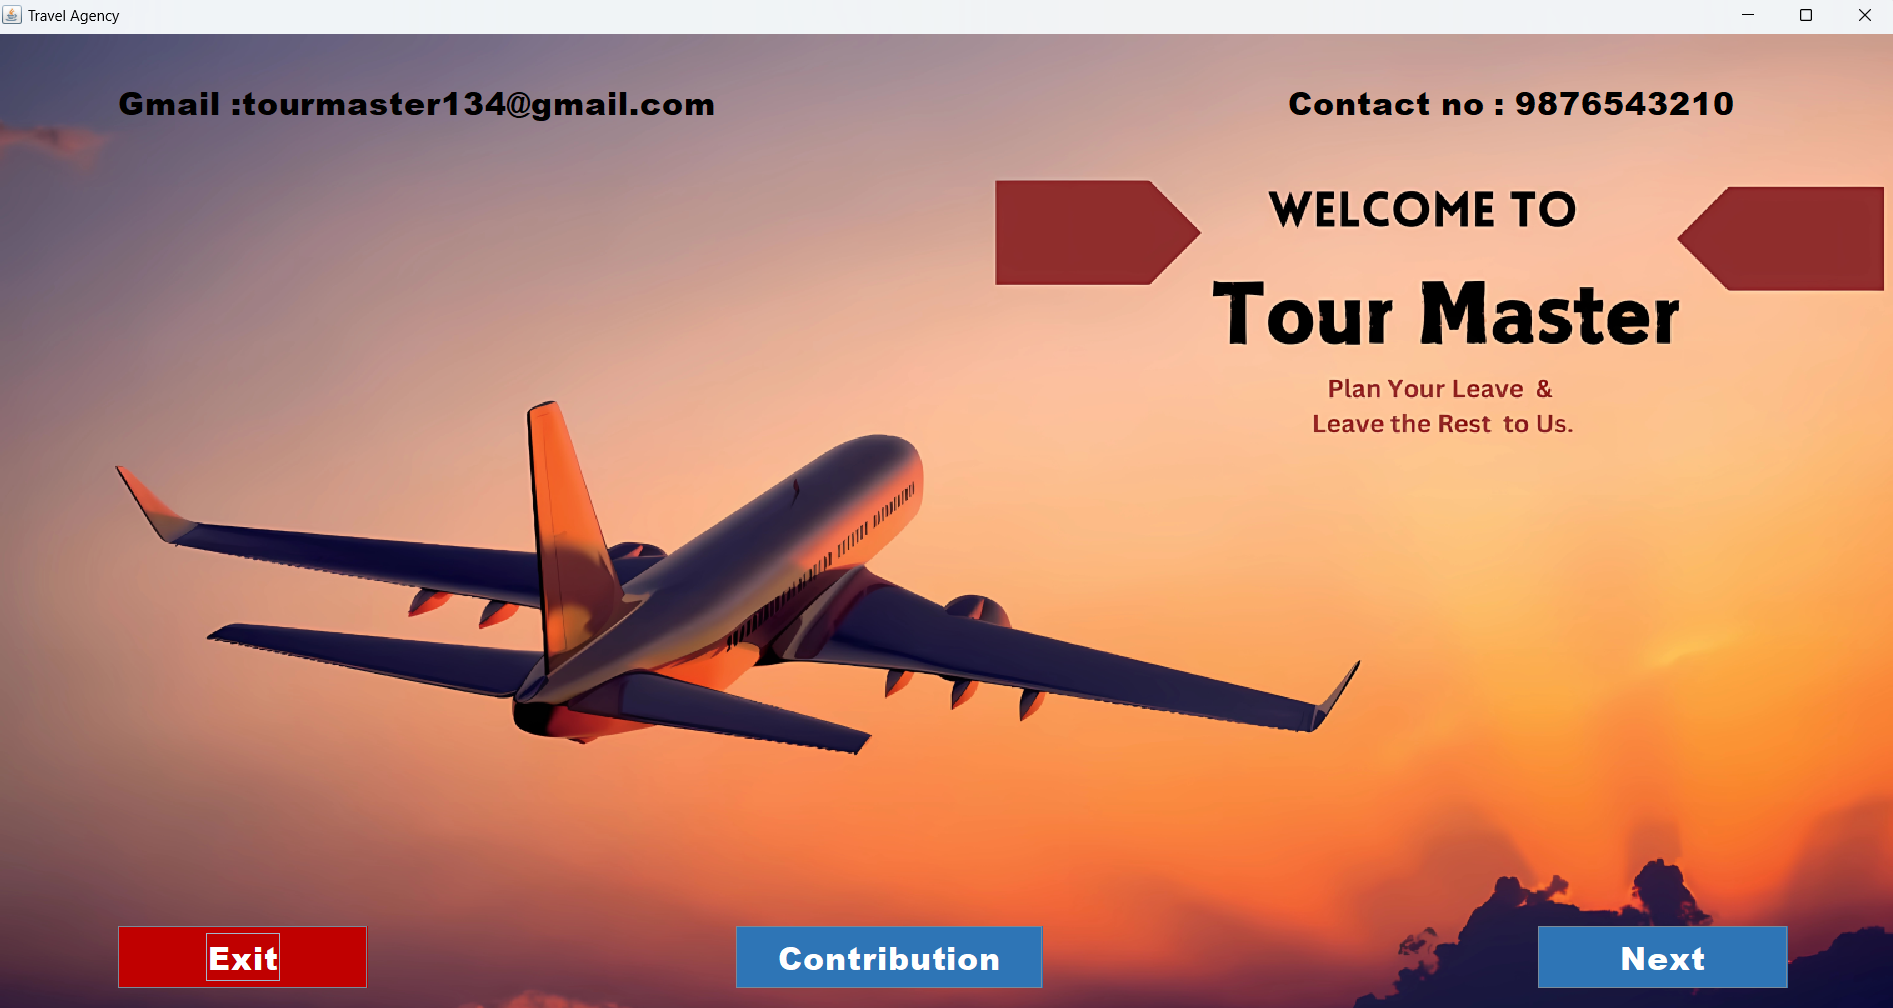 Travel Agency
Gmail :tourmaster134@gmail.com
Contact no : 9876543210
WELCOME TO
Tour Master
Plan Your Leave &
Leave the Rest to Us.
Exit
Contribution
Next